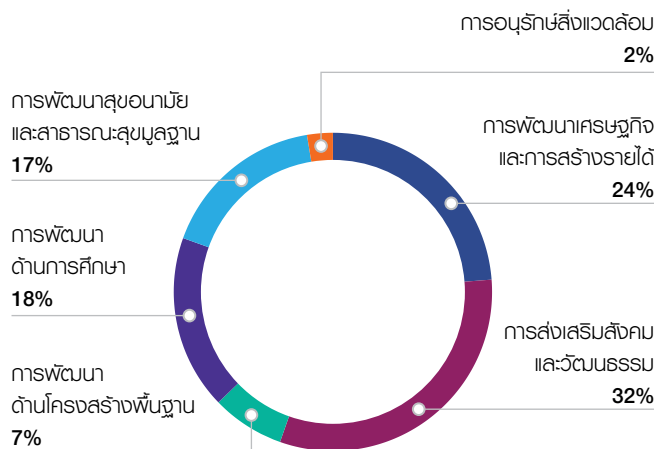 การอนุรักษ์สิ่งแวดล้อม
2%
การพัฒนาสุขอนามัย
และสาธารณะสุขมูลฐาน
17%
การพัฒนาเศรษฐกิจ
และการสร้างรายได้
24%
การพัฒนา
ด้านการศึกษา
18%
การส่งเสริมสังคม
และวัฒนธรรม
32%
การพัฒนา
ด้านโครงสร้างพื้นฐาน
7%